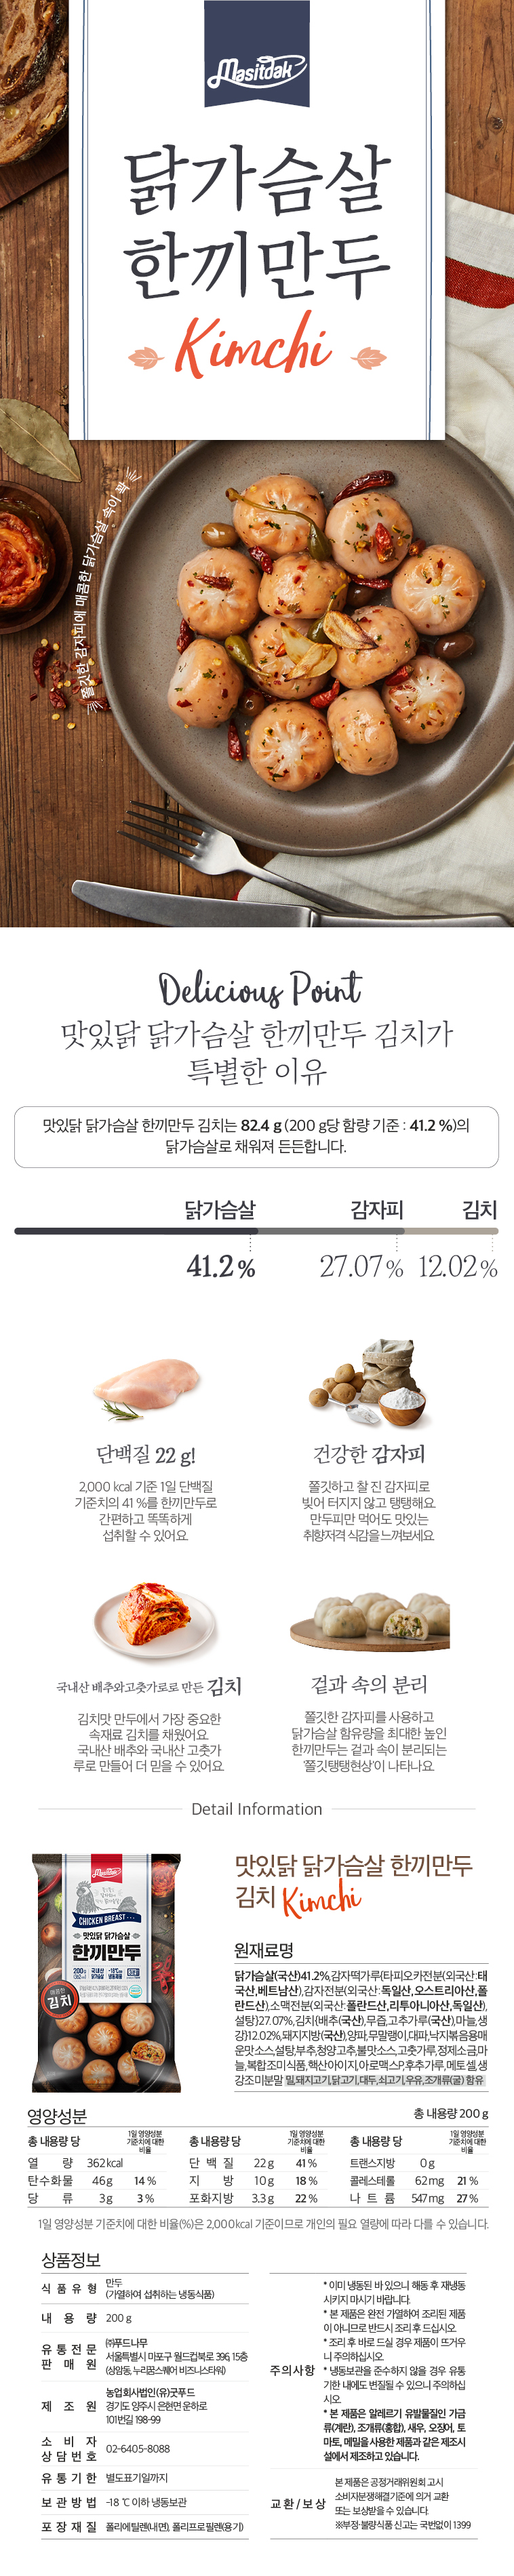 Masitdak
닭가슴살
한끼만두
Kimchi
쫄깃한 감자피에 매콤한 닭가슴살 속이 꽉
Delicious Point
맛있닭 닭가슴살 한끼만두 김치가
특별한 이유
맛있닭 닭가슴살 한끼만두 김치는 82.4 g (200 g당 함량 기준 : 41.2 %)의
닭가슴살로 채워져 든든합니다.
닭가슴살 감자피 김치
41.2 % 27.07 % 12.02 %
단백질 22 g!
2,000 kcal 기준 1일 단백질
기준치의 41 %를 한끼만두로
간편하고 똑똑하게
섭취할 수 있어요.
건강한 감자피
쫄깃하고 찰 진 감자피로
빚어 터지지 않고 탱탱해요.
만두피만 먹어도 맛있는
취향저격 식감을 느껴보세요.
국내산 배추와고춧가로로 만든 김치
김치맛 만두에서 가장 중요한
속재료 김치를 채웠어요.
국내산 배추와 국내산 고춧가
루로 만들어 더 믿을 수 있어요.
겉과 속의 분리
쫄깃한 감자피를 사용하고
닭가슴살 함유량을 최대한 높인
한끼만두는 겉과 속이 분리되는
'쫄깃탱탱현상'이 나타나요.
Detail Information
Masitdak
CHICKEN BREAST
맛있닭 닭가슴살
한끼만두
매콤한
김치
맛있닭 닭가슴살 한끼만두
김치 Kimchi
원재료명
닭가슴살(국산)41.2%,감자떡가루{타피오카전분(외국산:태
국산,베트남산),감자전분(외국산:독일산,오스트리아산,폴
란드산),소맥전분(외국산:폴란드산,리투아니아산,독일산),
설탕}27.07%,김치{배추(국산),무즙,고추가루(국산),마늘,생
강}12.02%,돼지지방(국산),양파,무말랭이,대파,낙지볶음용매
운맛소스,설탕,부추,청양고추,불맛소스,고춧가루,정제소금,마
늘,복합조미식품,핵산아이지,아로맥스P,후추가루,메토셀,생
강조미분말 밀,돼지고기,닭고기,대두,쇠고기,우유,조개류(굴) 함유
영양성분 총 내용량 200 g
총 내용량 당 1일 영양성분 기준치에 대한 비율 총 내용량 당 1일 영양성분 기준치에 대한 비율 총 내용량 당 1일 영양성분 기준치에 대한 비율
열 량 362 kcal 단 백 질 22 g 41 % 트랜스지방 0 g
탄수화물 46 g 14 % 지 방 10 g 18 % 콜레스테롤 62 mg 21 %
당 류 3 g 3 % 포화지방 3.3 g 22 % 나 트 륨 547 mg 27 %
1일 영양성분 기준치에 대한 비율(%)은 2,000kcal 기준이므로 개인의 필요 열량에 따라 다를 수 있습니다.
상품정보
식 품 유 형 만두
(가열하여 섭취하는 냉동식품)
내 용 량 200 g
유 통 전 문
판 매 원
㈜푸드나무
서울특별시 마포구 월드컵북로 396, 15층
(상암동, 누리꿈스퀘어 비즈니스타워)
제 조 원
농업회사법인(유)굿푸드
경기도 양주시 은현면 운하로
101번길 198-99
소 비 자
상 담 번 호
02-6405-8088
유 통 기 한 별도표기일까지
보 관 방 법 -18 ℃ 이하 냉동보관
포 장 재 질 폴리에틸렌(내면), 폴리프로필렌(용기)
주의사항
* 이미 냉동된 바 있으니 해동 후 재냉동
시키지 마시기 바랍니다.
* 본 제품은 완전 가열하여 조리된 제품
이 아니므로 반드시 조리 후 드십시오.
* 조리 후 바로 드실 경우 제품이 뜨거우
니 주의하십시오.
* 냉동보관을 준수하지 않을 경우 유통
기한 내에도 변질될 수 있으니 주의하십
시오.
* 본 제품은 알레르기 유발물질인 가금
류(계란), 조개류(홍합), 새우, 오징어, 토
마토, 메밀을 사용한 제품과 같은 제조시
설에서 제조하고 있습니다.
교환/보상
본 제품은 공정거래위원회 고시
소비자분쟁해결기준에 의거 교환
또는 보상받을 수 있습니다.
※부정·불량식품 신고는 국번없이 1399